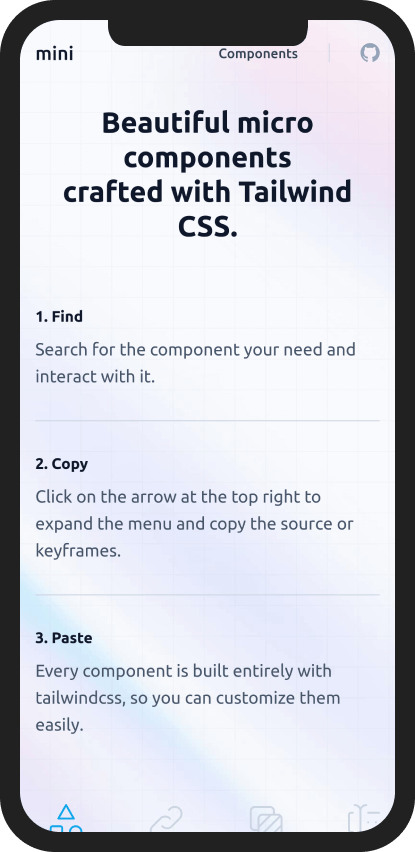 mini
Components
Beautiful micro
components
crafted with Tailwind
CSS.
1. Find
Search for the component your need and
interact with it.
2. Copy
Click on the arrow at the top right to
expand the menu and copy the source or
keyframes.
3. Paste
Every component is built entirely with
tailwindcss, so you can customize them
easily.